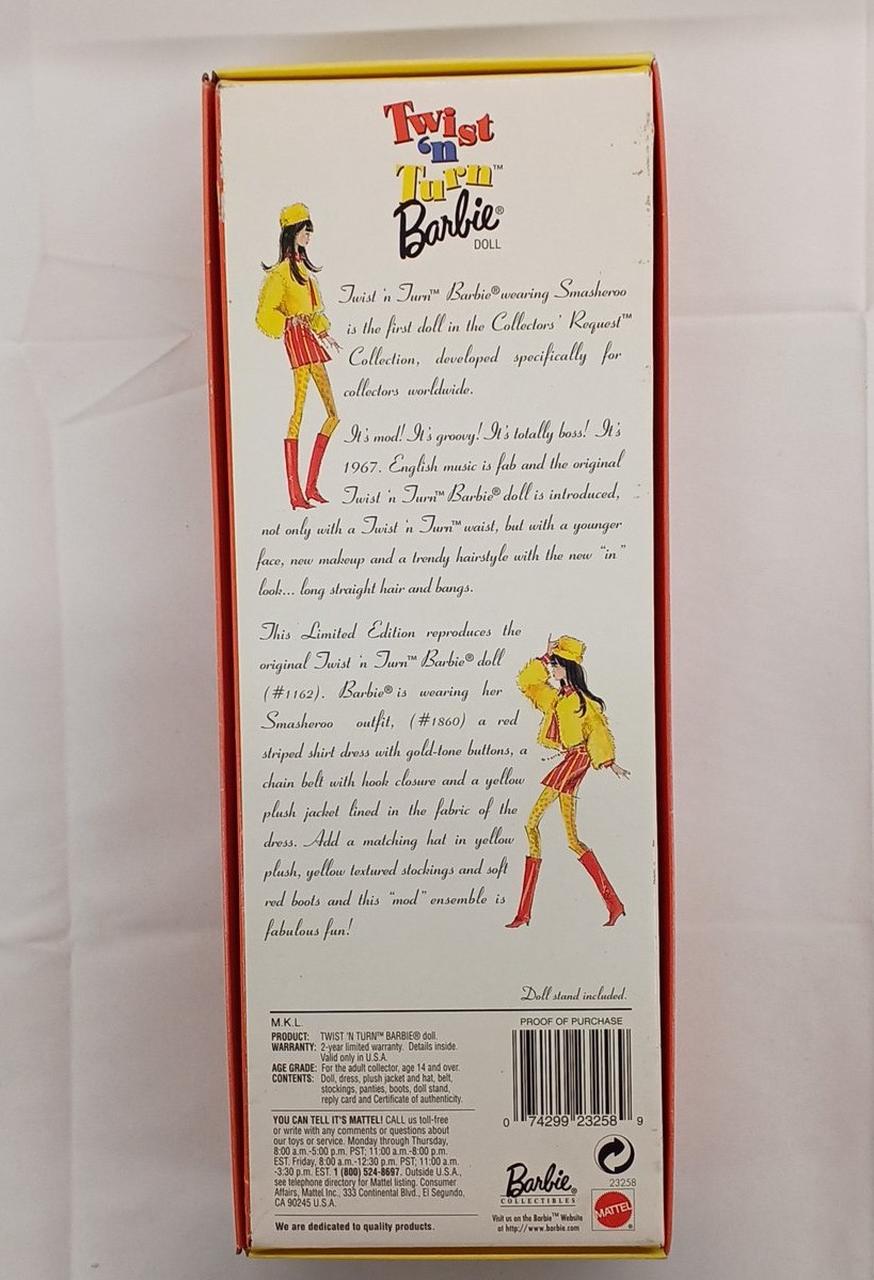 Twist
'n
Turn™
Barbie®
DOLL
Twist 'n Turn™ Barbie® wearing Smasheroo
is the first doll in the Collectors' Request™
Collection, developed specifically for
collectors worldwide.
It's mod! It's groovy! It's totally boss! It's
1967. English music is fab and the original
Twist 'n Turn™ Barbie® doll is introduced,
not only with a Twist 'n Turn™ waist, but with a younger
face, new makeup and a trendy hairstyle with the new "in"
look... long straight hair and bangs.
This Limited Edition reproduces the
original Twist 'n Turn™ Barbie® doll
(#1162). Barbie® is wearing her
Smasheroo outfit, (#1860) a red
striped shirt dress with gold-tone buttons, a
chain belt with hook closure and a yellow
plush jacket lined in the fabric of the
dress. Add a matching hat in yellow
plush, yellow textured stockings and soft
red boots and this "mod" ensemble is
fabulous fun!
Doll stand included.
M.K.L.
PRODUCT: TWIST 'N TURN™ BARBIE® doll.
WARRANTY: 2-year limited warranty. Details inside.
Valid only in U.S.A.
AGE GRADE: For the adult collector, age 14 and over.
CONTENTS: Doll, dress, plush jacket and hat, belt,
stockings, panties, boots, doll stand,
reply card and Certificate of authenticity.
YOU CAN TELL IT'S MATTEL! CALL us toll-free
or write with any comments or questions about
our toys or service. Monday through Thursday,
8:00 a.m.-5:00 p.m. PST; 11:00 a.m.-8:00 p.m.
EST. Friday, 8:00 a.m.-12:30 p.m. PST; 11:00 a.m.
-3:30 p.m. EST. 1 (800) 524-8697. Outside U.S.A.,
see telephone directory for Mattel listing. Consumer
Affairs, Mattel Inc., 333 Continental Blvd., El Segundo,
CA 90245 U.S.A.
We are dedicated to quality products.
PROOF OF PURCHASE
0 74299 23258 9
23258
Barbie®
COLLECTIBLES
Visit us on the Barbie™ Website
at http://www.barbie.com
MATTEL®